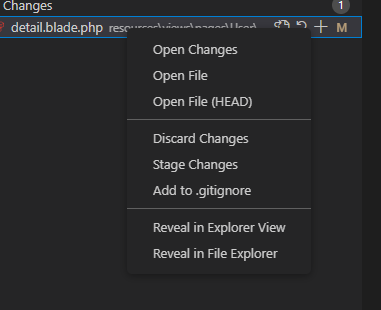 Changes 1
detail.blade.php resources\views\pages\User\ M
Open Changes
Open File
Open File (HEAD)
Discard Changes
Stage Changes
Add to .gitignore
Reveal in Explorer View
Reveal in File Explorer